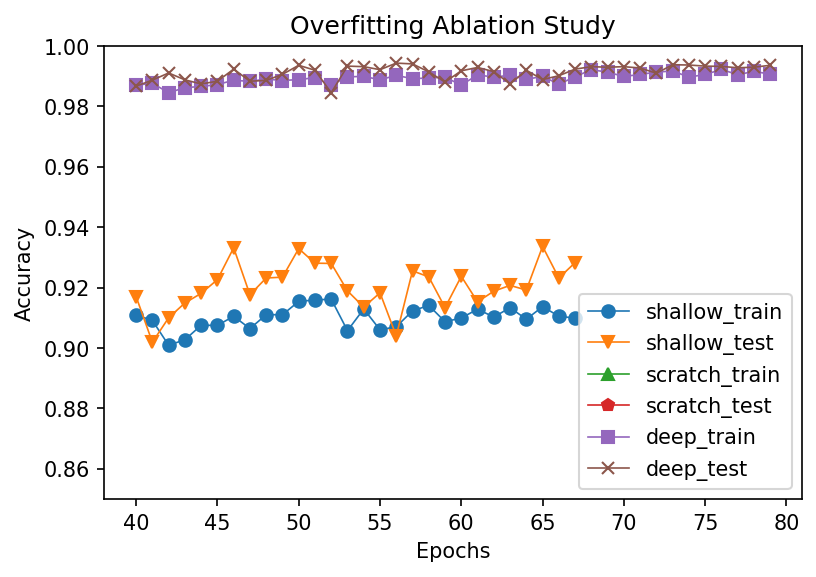 Overfitting Ablation Study
1.00
0.98
0.96
0.94
0.92
0.90
0.88
0.86
Accuracy
shallow_train
shallow_test
scratch_train
scratch_test
deep_train
deep_test
40 45 50 55 60 65 70 75 80
Epochs